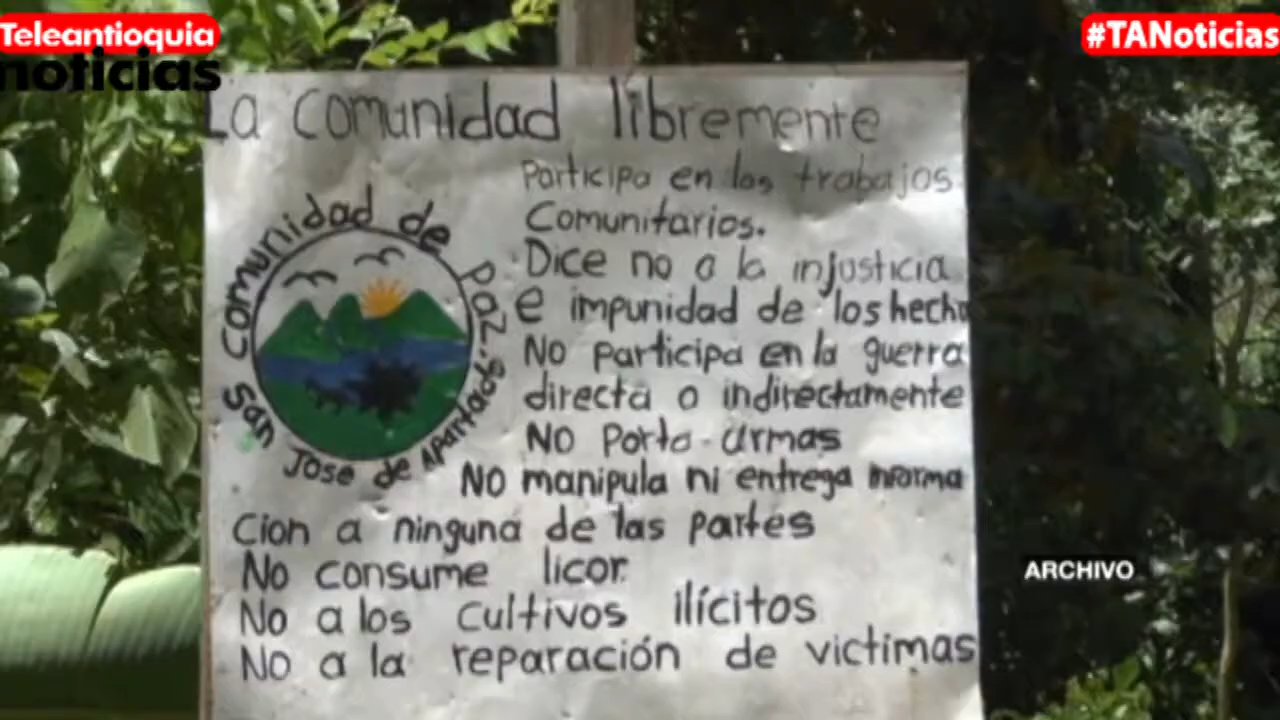 Teleantioquia
noticias
#TANoticias
La comunidad libremente
Participa en los trabajos
Comunitarios.
Dice no a la injusticia
e impunidad de los hecho
No participa en la guerra
directa o indirectamente
No Porta armas
No manipula ni entrega informa
Cion a ninguna de las partes
No consume licor.
No a los cultivos ilícitos
No a la reparación de victimas
Comunidad de Paz. San José de Apartadó
ARCHIVO